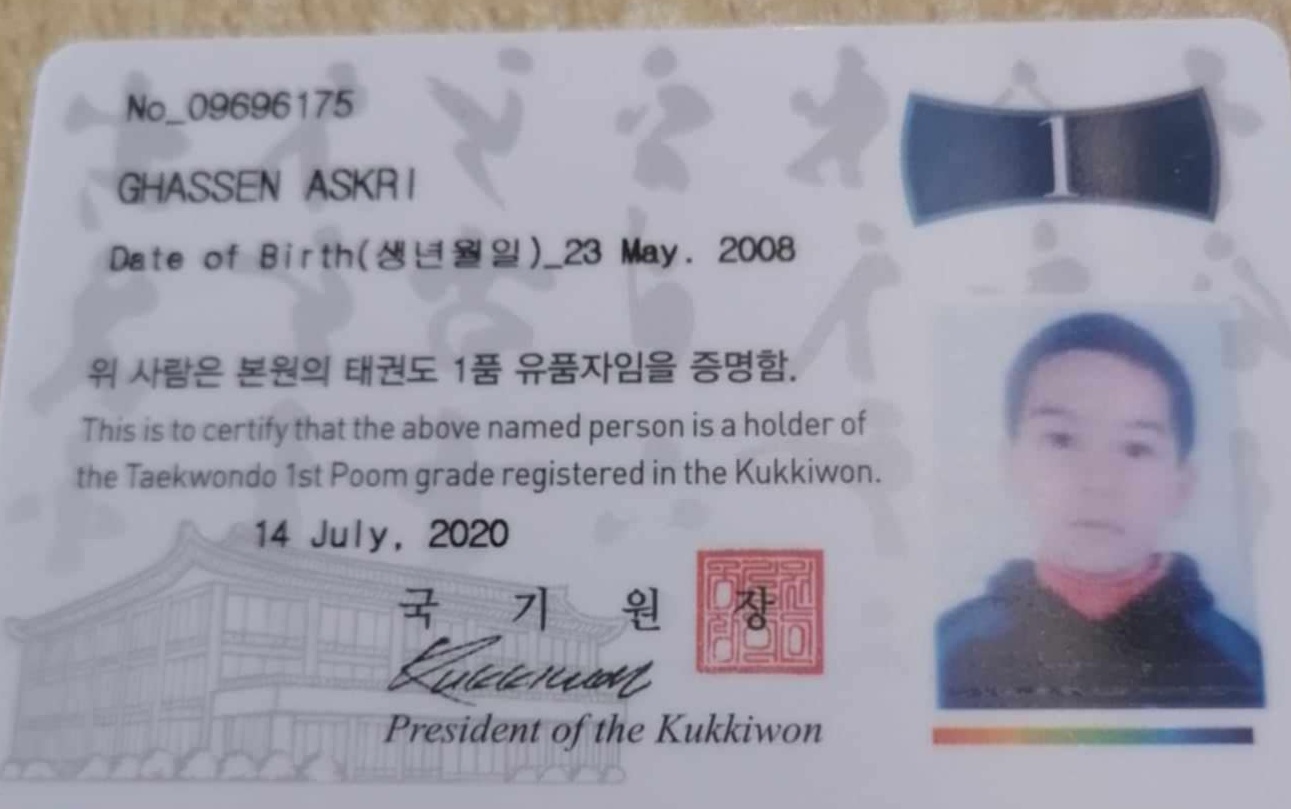 No_09696175
1
GHASSEN ASKRI
Date of Birth(생년월일)_23 May. 2008
위 사람은 본원의 태권도 1품 유품자임을 증명함.
This is to certify that the above named person is a holder of
the Taekwondo 1st Poom grade registered in the Kukkiwon.
14 July, 2020
국 기 원 장
Kukkiwon
President of the Kukkiwon